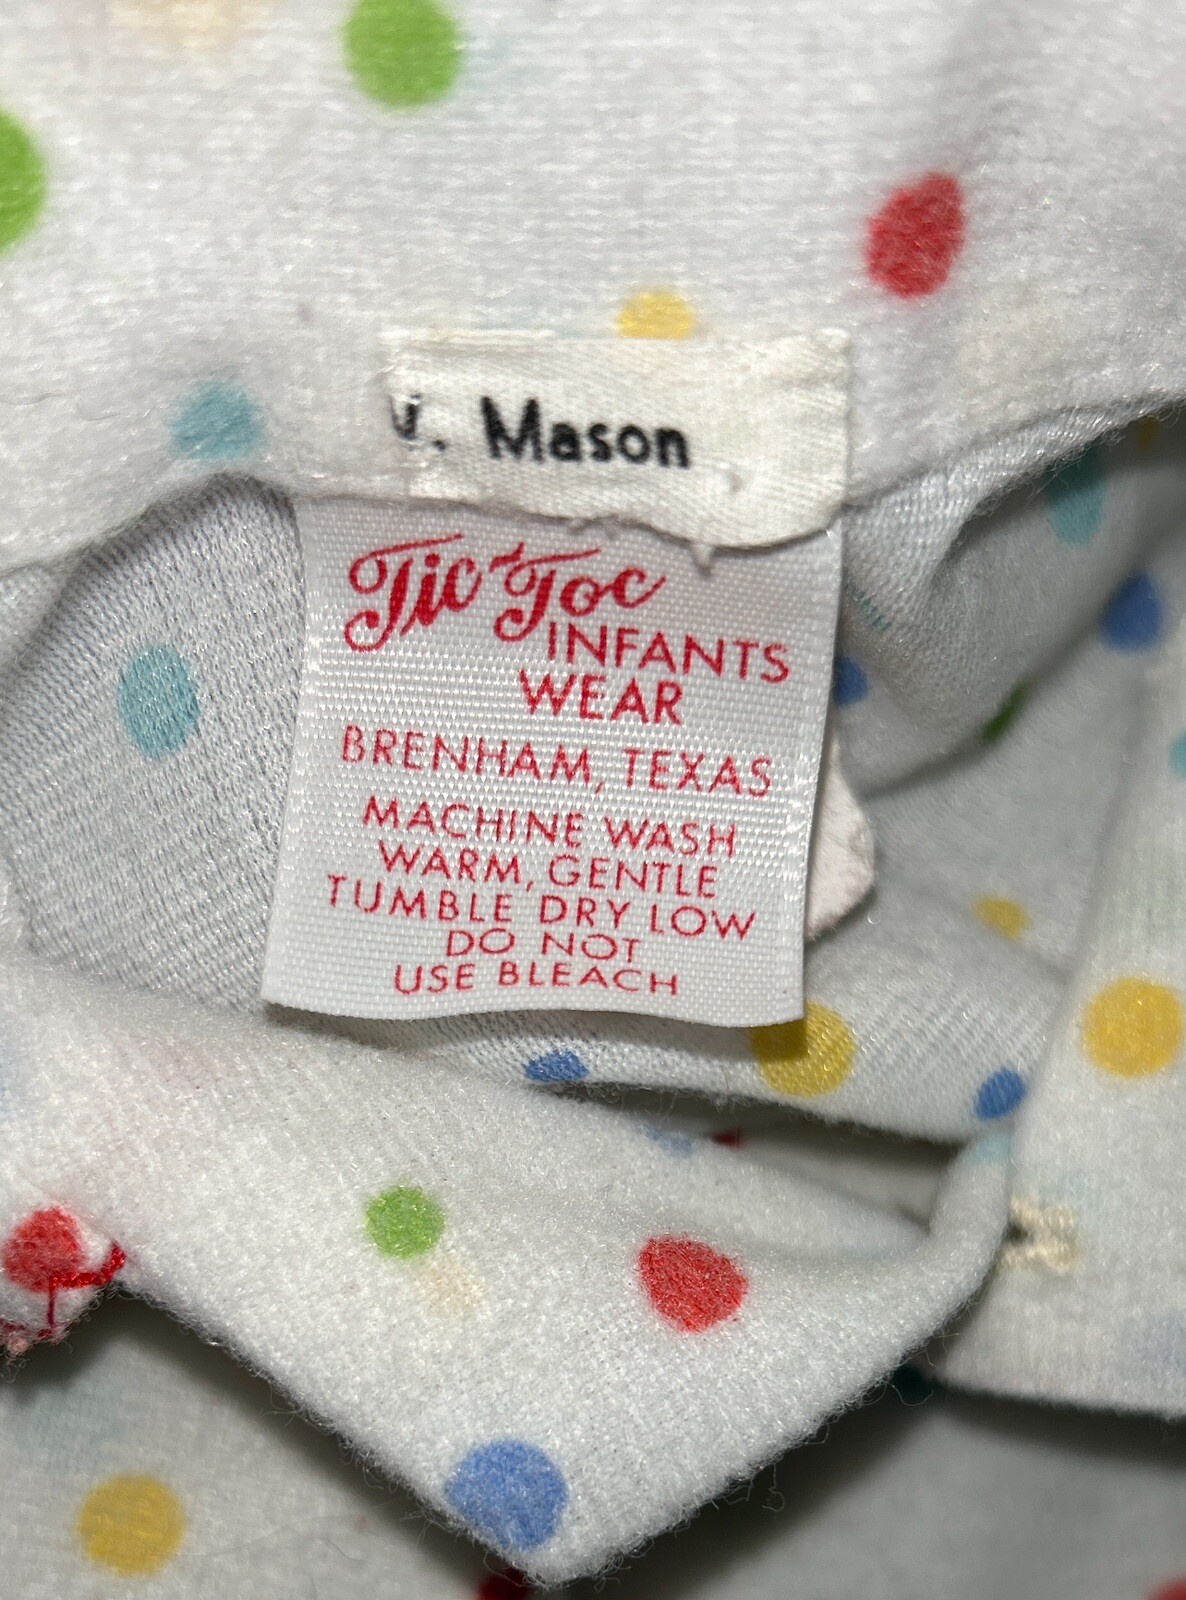 . Mason
Tic Toc
INFANTS
WEAR
BRENHAM, TEXAS
MACHINE WASH
WARM, GENTLE
TUMBLE DRY LOW
DO NOT
USE BLEACH